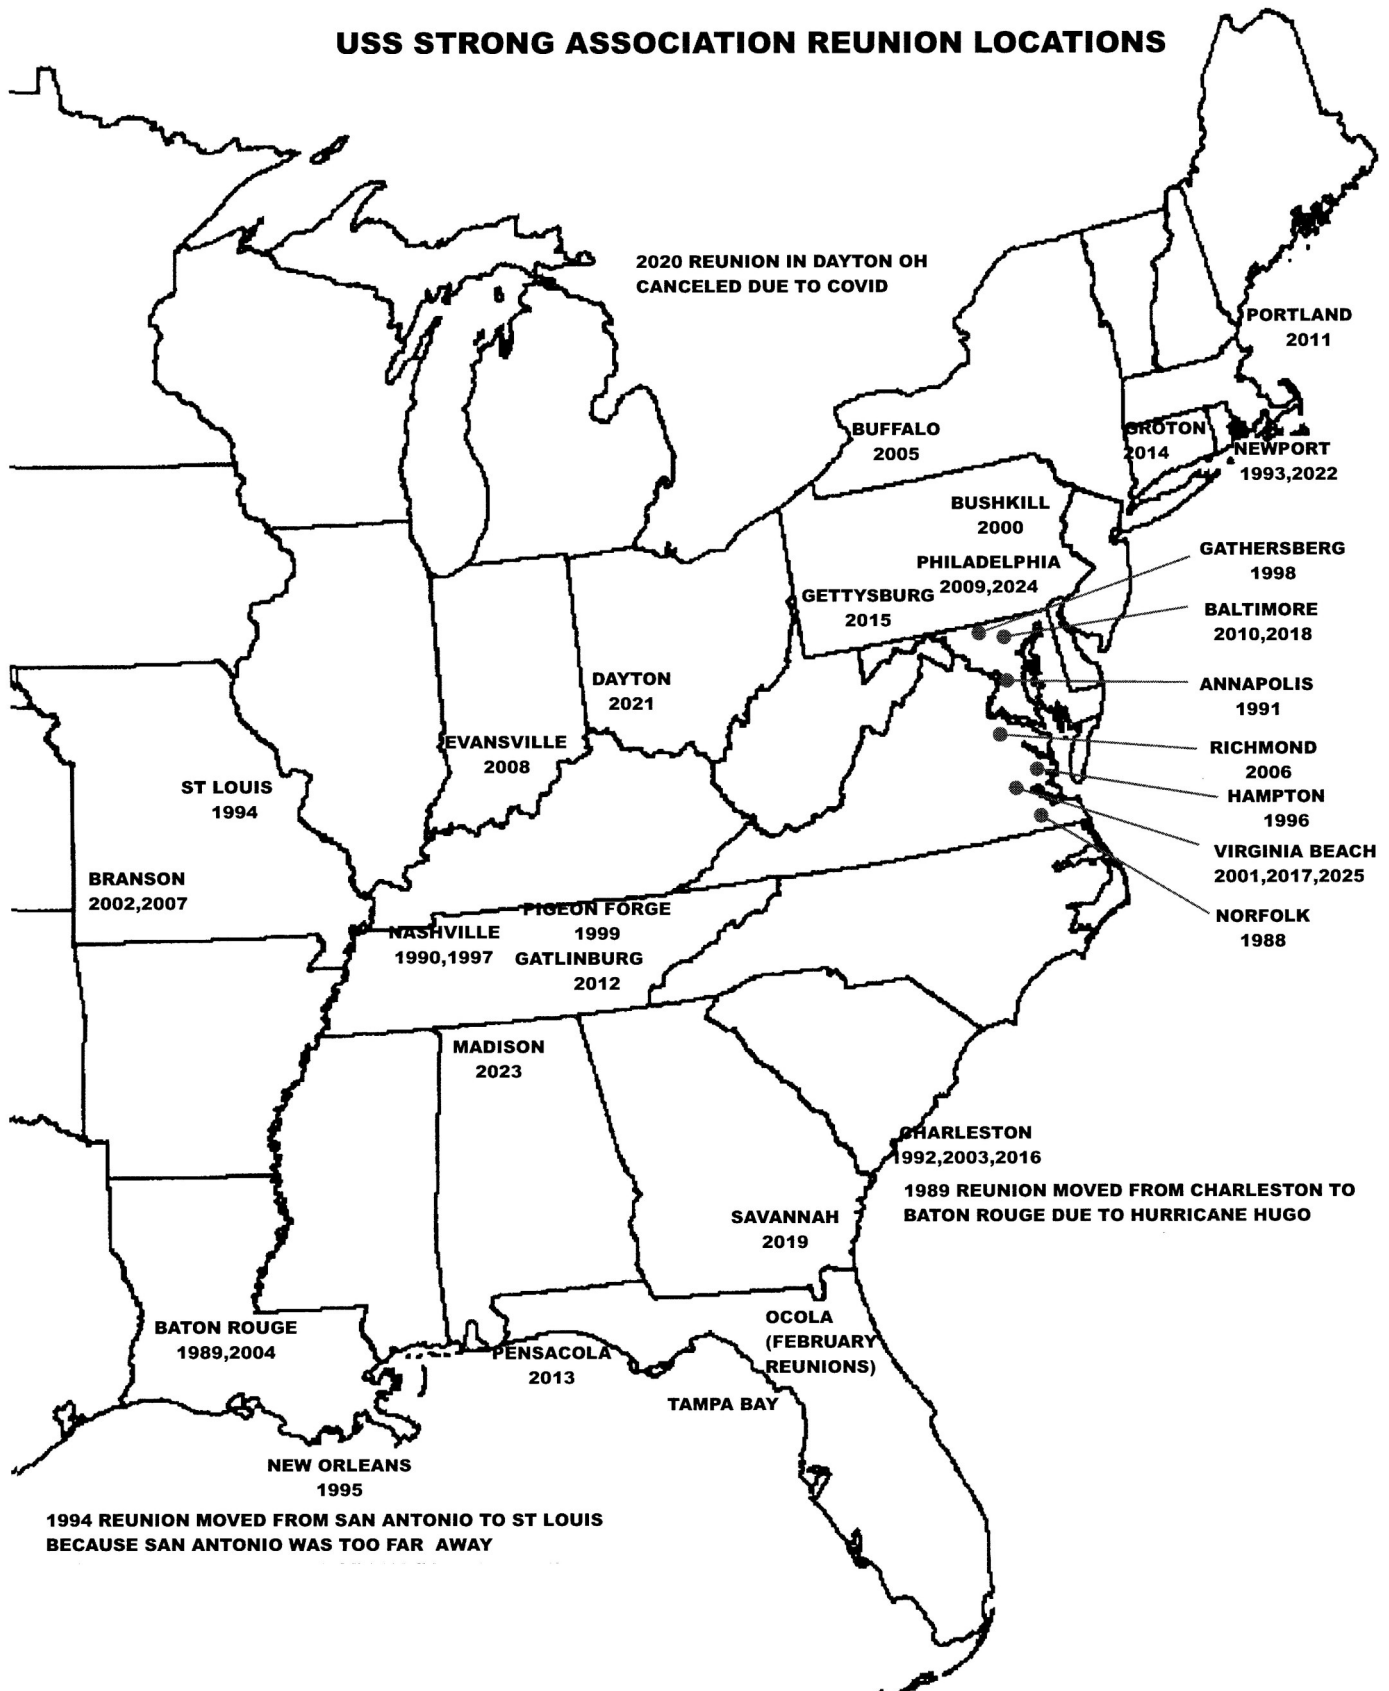 USS STRONG ASSOCIATION REUNION LOCATIONS
2020 REUNION IN DAYTON OH
CANCELED DUE TO COVID
PORTLAND
2011
BUFFALO
2005
GROTON
2014
NEWPORT
1993,2022
BUSHKILL
2000
GATHERSBERG
1998
PHILADELPHIA
2009,2024
GETTYSBURG
2015
BALTIMORE
2010,2018
DAYTON
2021
ANNAPOLIS
1991
EVANSVILLE
2008
RICHMOND
2006
ST LOUIS
1994
HAMPTON
1996
VIRGINIA BEACH
2001,2017,2025
BRANSON
2002,2007
NORFOLK
1988
PIGEON FORGE
1999
NASHVILLE
1990,1997
GATLINBURG
2012
MADISON
2023
CHARLESTON
1992,2003,2016
1989 REUNION MOVED FROM CHARLESTON TO
BATON ROUGE DUE TO HURRICANE HUGO
SAVANNAH
2019
OCOLA
(FEBRUARY
REUNIONS)
BATON ROUGE
1989,2004
PENSACOLA
2013
TAMPA BAY
NEW ORLEANS
1995
1994 REUNION MOVED FROM SAN ANTONIO TO ST LOUIS
BECAUSE SAN ANTONIO WAS TOO FAR AWAY